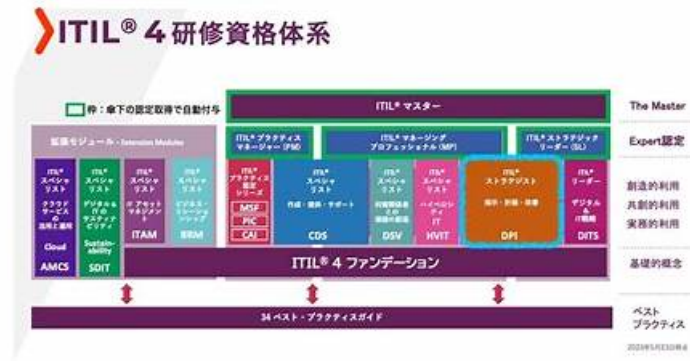 ITIL® 4 研修資格体系
枠：傘下の認定取得で自動付与
ITIL® マスター
The Master
拡張モジュール - Extension Modules
ITIL® プラクティス
マネージャー (PM)
ITIL® マネージング
プロフェッショナル (MP)
ITIL® ストラテジック
リーダー (SL)
Expert認定
ITIL®
スペシャ
リスト
クラウド
サービス
の
活用と運用
Cloud
AMCS
ITIL®
スペシャ
リスト
デジタル&
ITの
サスティナ
ビリティ
Sustain-
ability
SDIT
ITIL®
スペシャ
リスト
IT アセット
マネジメン
ト
ITAM
ITIL®
スペシャ
リスト
ビジネス・
リレーション
シップ
BRM
ITIL®
プラクティス
認定
シリーズ
MSF
PIC
CAI
ITIL®
スペシャ
リスト
作成・提供・サポート
CDS
ITIL®
スペシャ
リスト
DSV
ITIL®
スペシャ
リスト
ハイベロシ
ティ
IT
HVIT
ITIL®
ストラテジスト
指示・計画・改善
DPI
ITIL®
リーダー
デジタル
&
IT戦略
DITS
創造的利用
共創的利用
実務的利用
ITIL® 4 ファンデーション
基礎的概念
34 ベスト・プラクティスガイド
ベスト
プラクティス